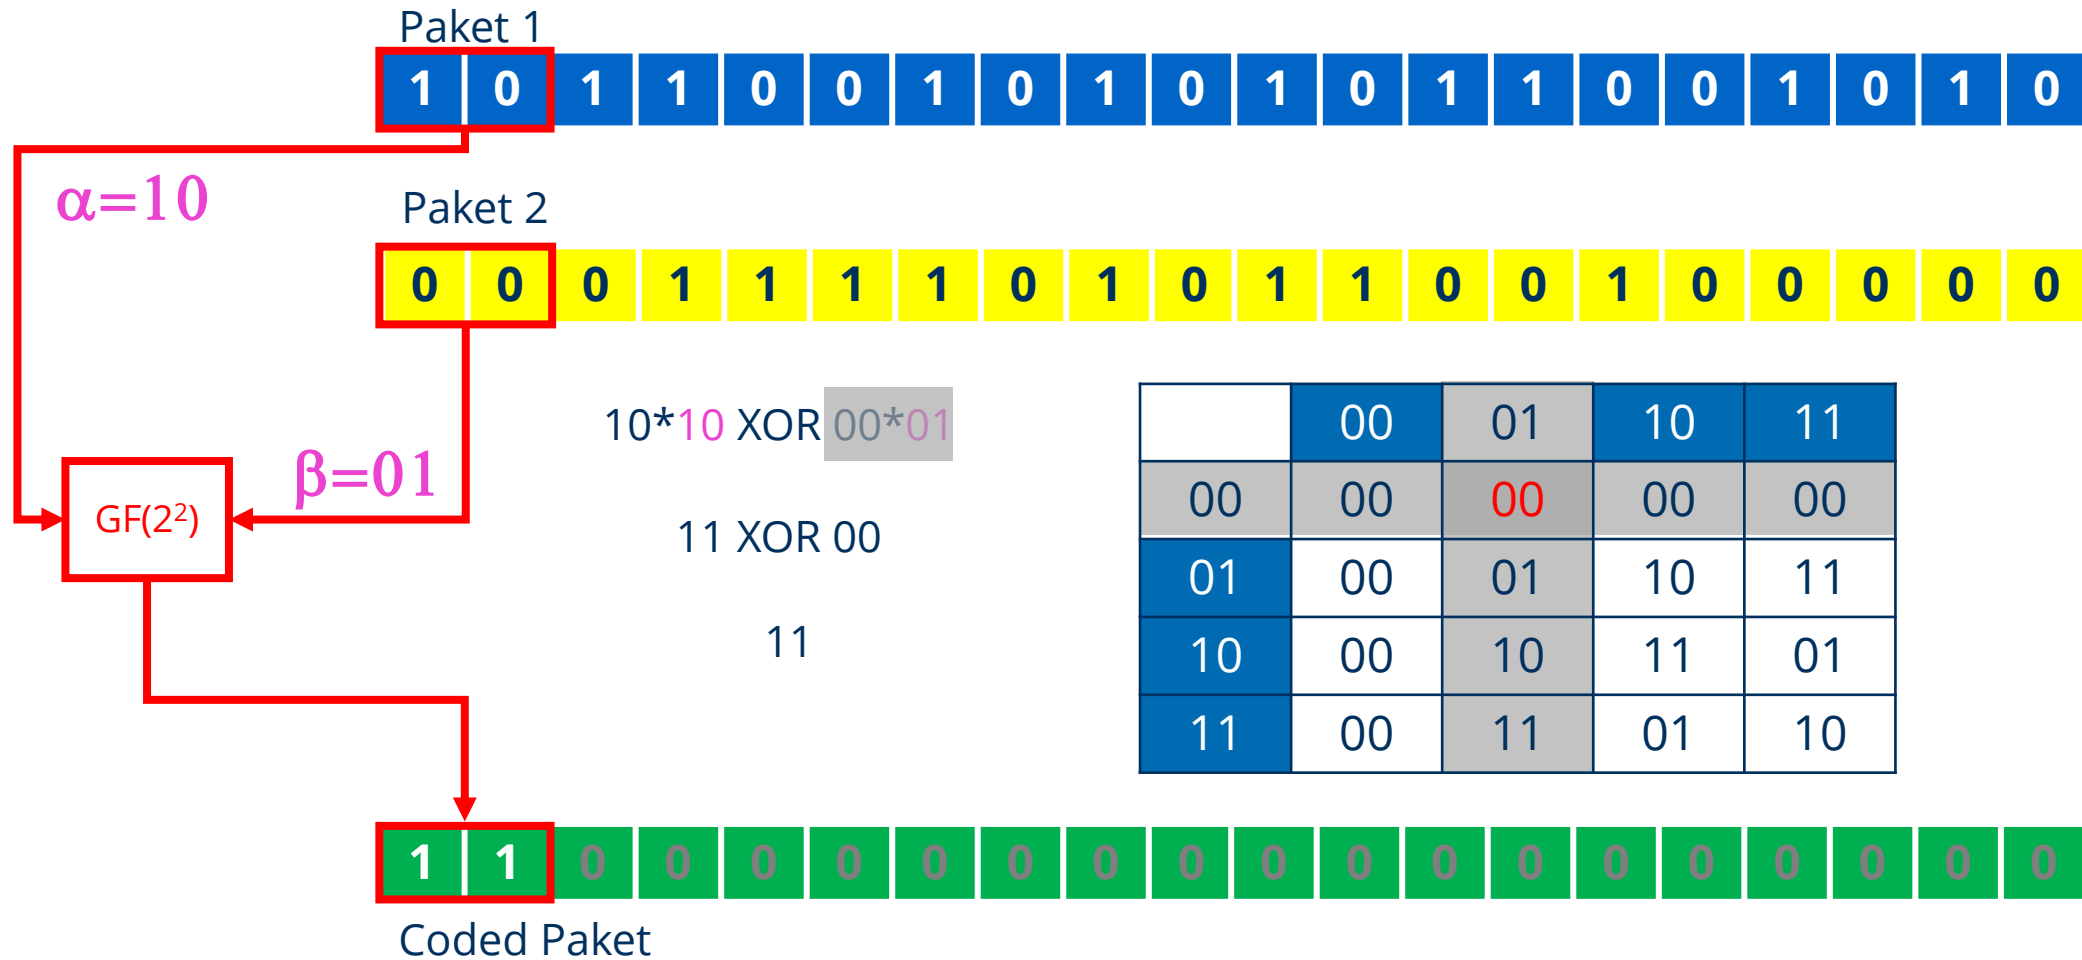 Paket 1
1 0 1 1 0 0 1 0 1 0 1 0 1 1 0 0 1 0 1 0
α=10
Paket 2
0 0 0 1 1 1 1 0 1 0 1 1 0 0 1 0 0 0 0 0
10*10 XOR 00*01
β=01
GF(2²)
11 XOR 00
11
00 01 10 11
00 00 00 00 00
01 00 01 10 11
10 00 10 11 01
11 00 11 01 10
1 1 0 0 0 0 0 0 0 0 0 0 0 0 0 0 0 0 0 0
Coded Paket